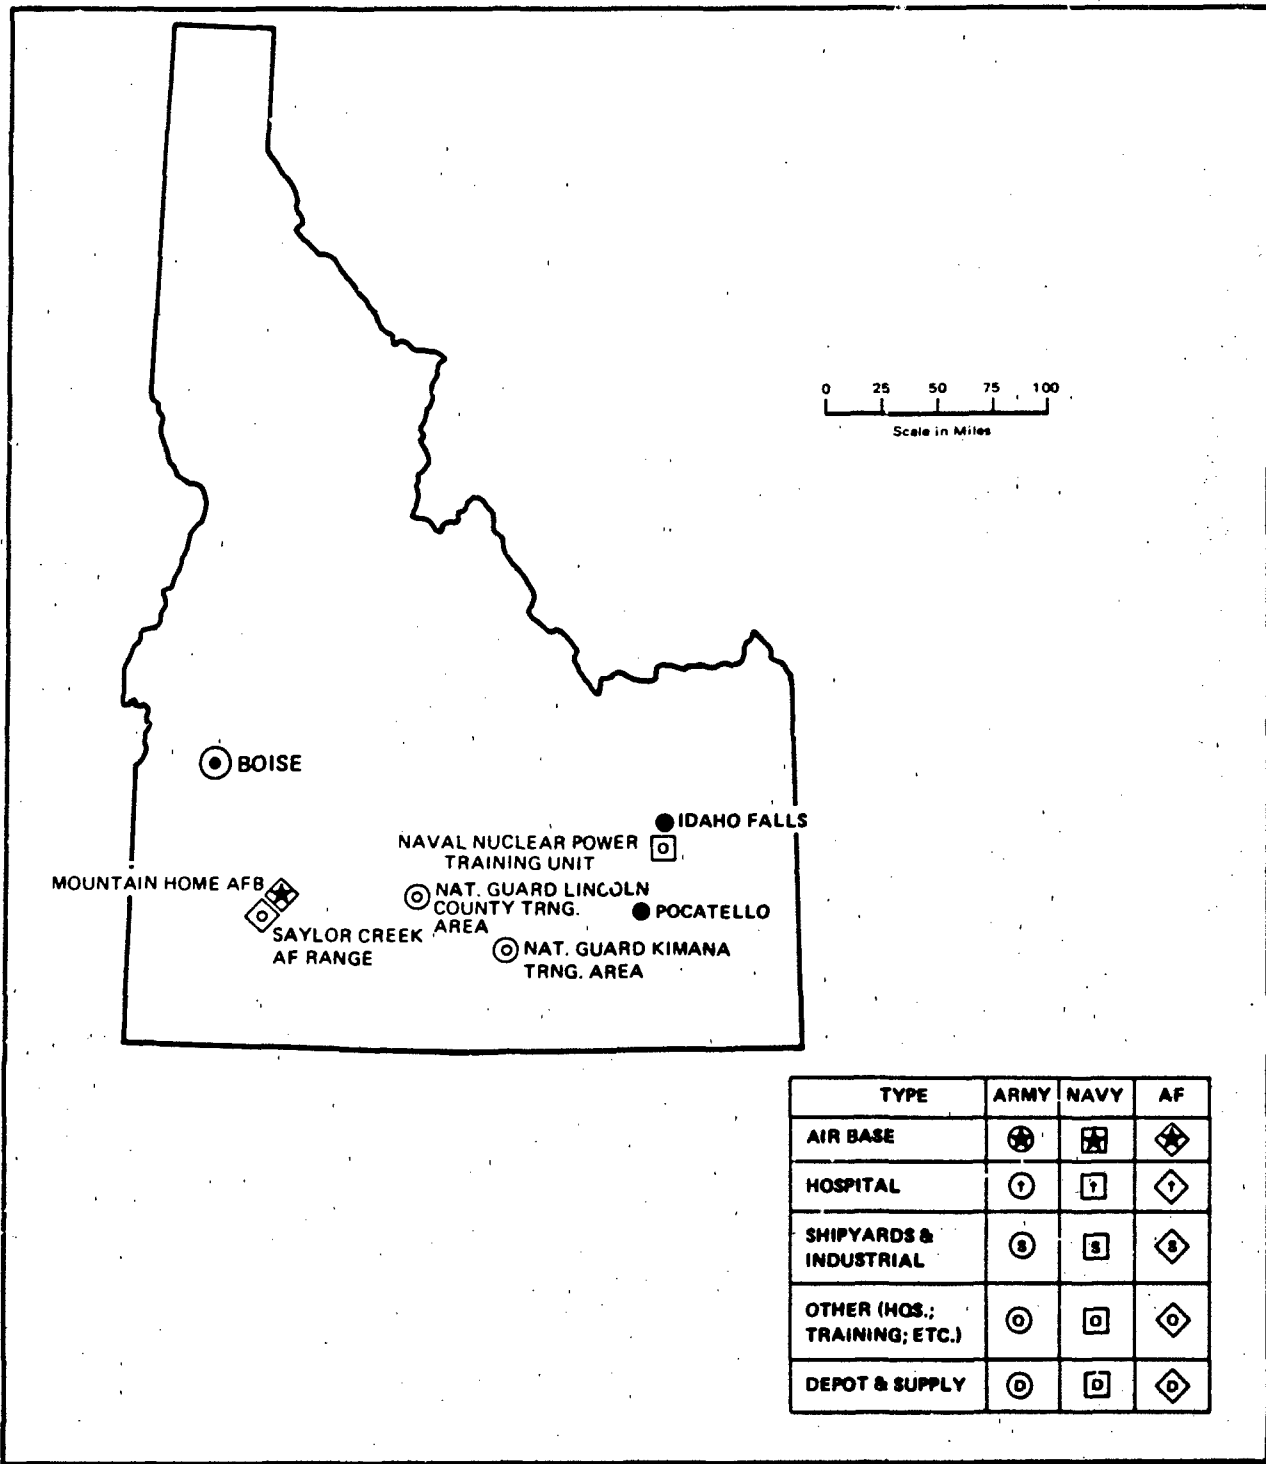 0 25 50 75 100
Scale in Miles
BOISE
IDAHO FALLS
NAVAL NUCLEAR POWER
TRAINING UNIT
MOUNTAIN HOME AFB
NAT. GUARD LINCOLN
COUNTY TRNG.
AREA
POCATELLO
SAYLOR CREEK
AF RANGE
NAT. GUARD KIMANA
TRNG. AREA
TYPE ARMY NAVY AF
AIR BASE
HOSPITAL
SHIPYARDS &
INDUSTRIAL
S S S
OTHER (HOS.;
TRAINING; ETC.)
O O O
DEPOT & SUPPLY D D D